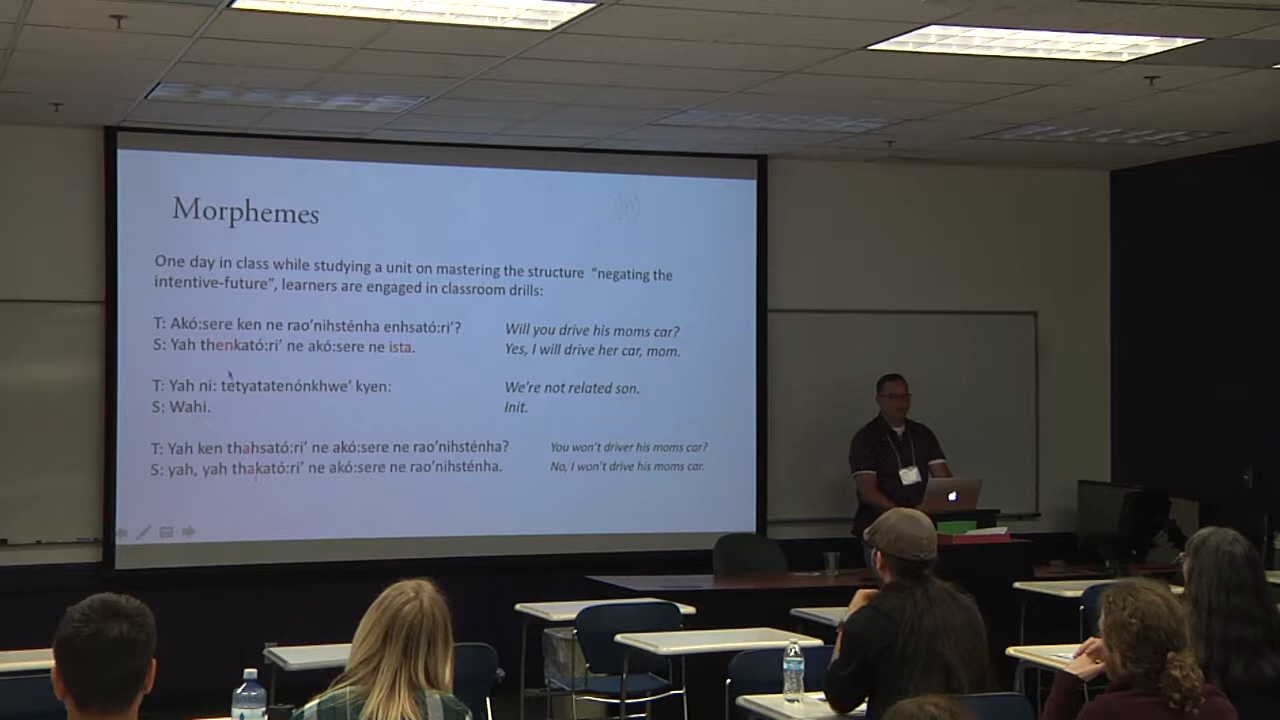 Morphemes
One day in class while studying a unit on mastering the structure “negating the
intentive-future”, learners are engaged in classroom drills:
T: Akó:sere ken ne rao’nihsténha enhsató:ri’? Will you drive his moms car?
S: Yah thenkató:ri’ ne akó:sere ne ista. Yes, I will drive her car, mom.
T: Yah ni: tetyatatenónkhwe’ kyen: We’re not related son.
S: Wahi. Init.
T: Yah ken thahsató:ri’ ne akó:sere ne rao’nihsténha? You won’t driver his moms car?
S: yah, yah thakató:ri’ ne akó:sere ne rao’nihsténha. No, I won’t drive his moms car.